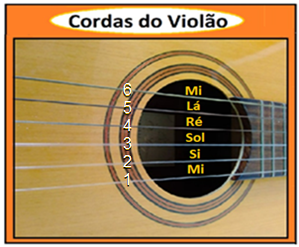 Cordas do Violão
6 Mi
5 Lá
4 Ré
3 Sol
2 Si
1 Mi